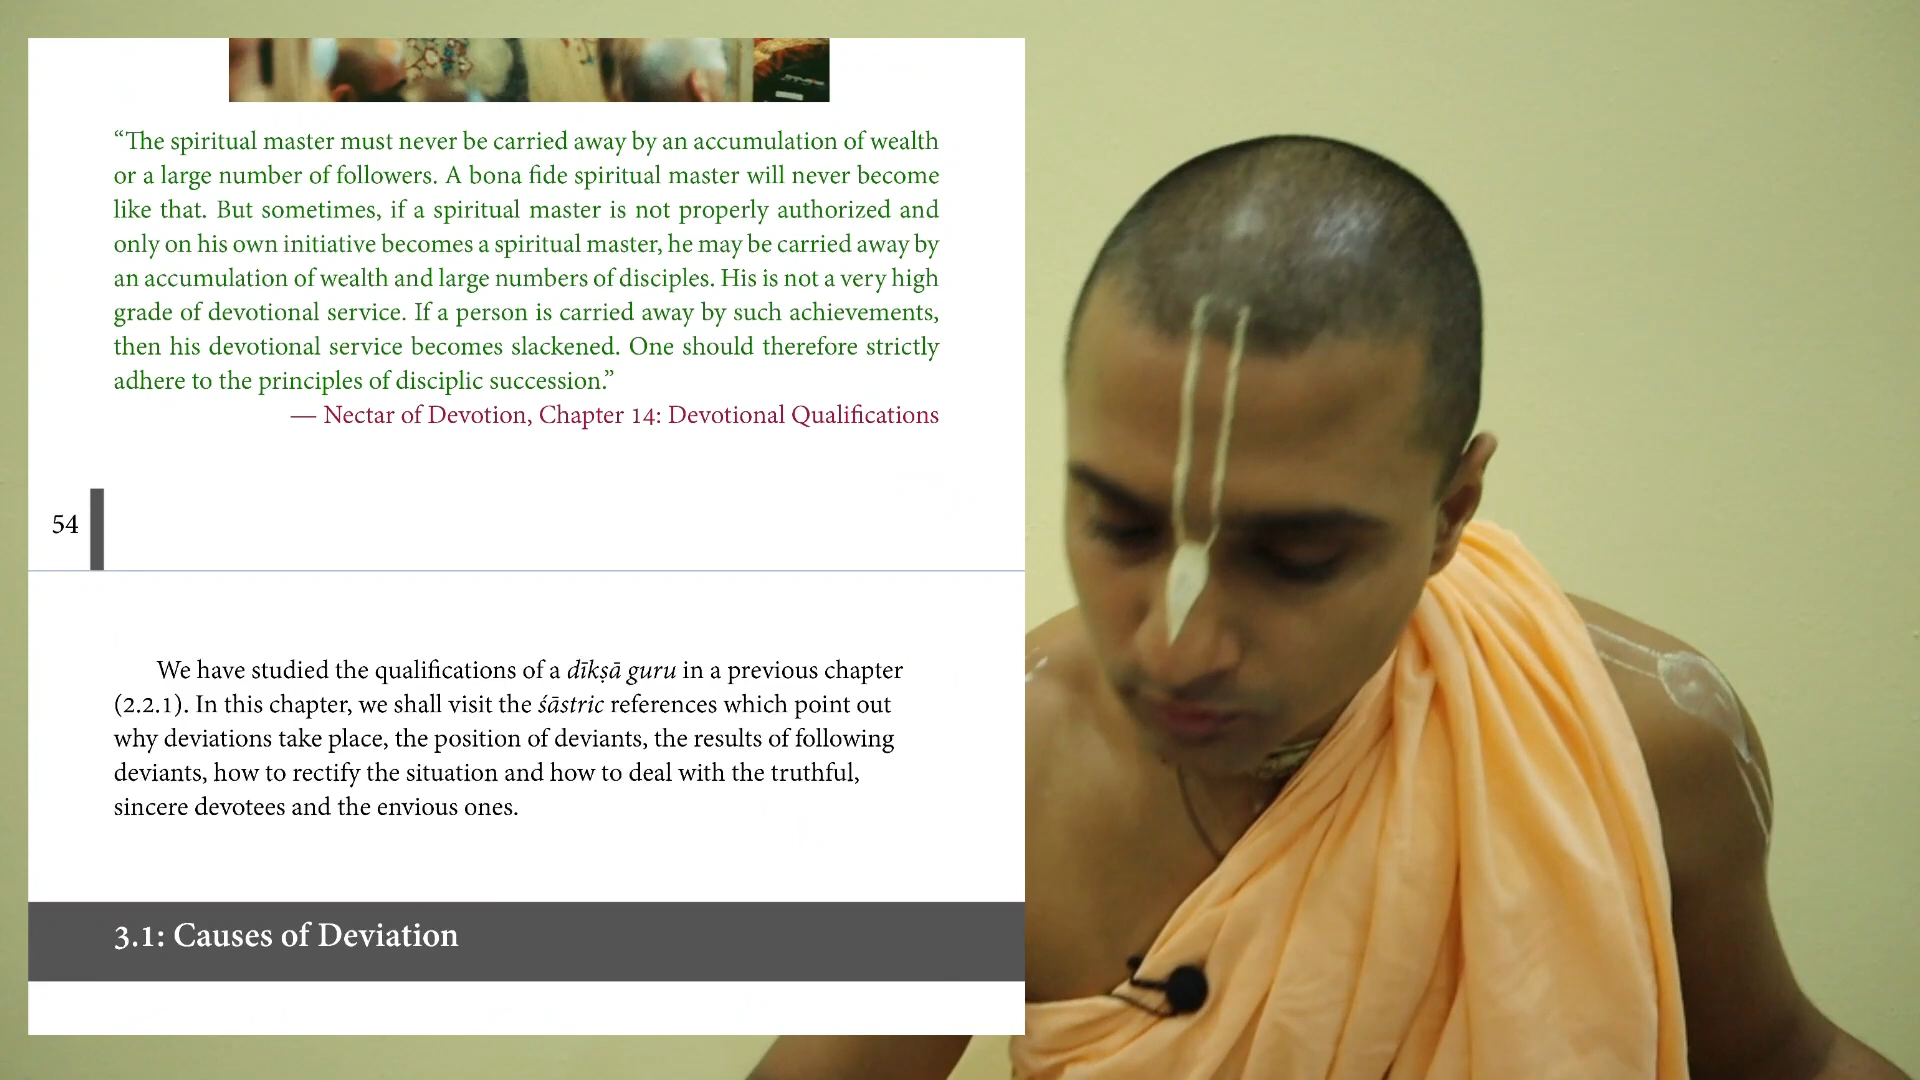 “The spiritual master must never be carried away by an accumulation of wealth
or a large number of followers. A bona fide spiritual master will never become
like that. But sometimes, if a spiritual master is not properly authorized and
only on his own initiative becomes a spiritual master, he may be carried away by
an accumulation of wealth and large numbers of disciples. His is not a very high
grade of devotional service. If a person is carried away by such achievements,
then his devotional service becomes slackened. One should therefore strictly
adhere to the principles of disciplic succession.”
— Nectar of Devotion, Chapter 14: Devotional Qualifications
54
We have studied the qualifications of a dīkṣā guru in a previous chapter
(2.2.1). In this chapter, we shall visit the śāstric references which point out
why deviations take place, the position of deviants, the results of following
deviants, how to rectify the situation and how to deal with the truthful,
sincere devotees and the envious ones.
3.1: Causes of Deviation